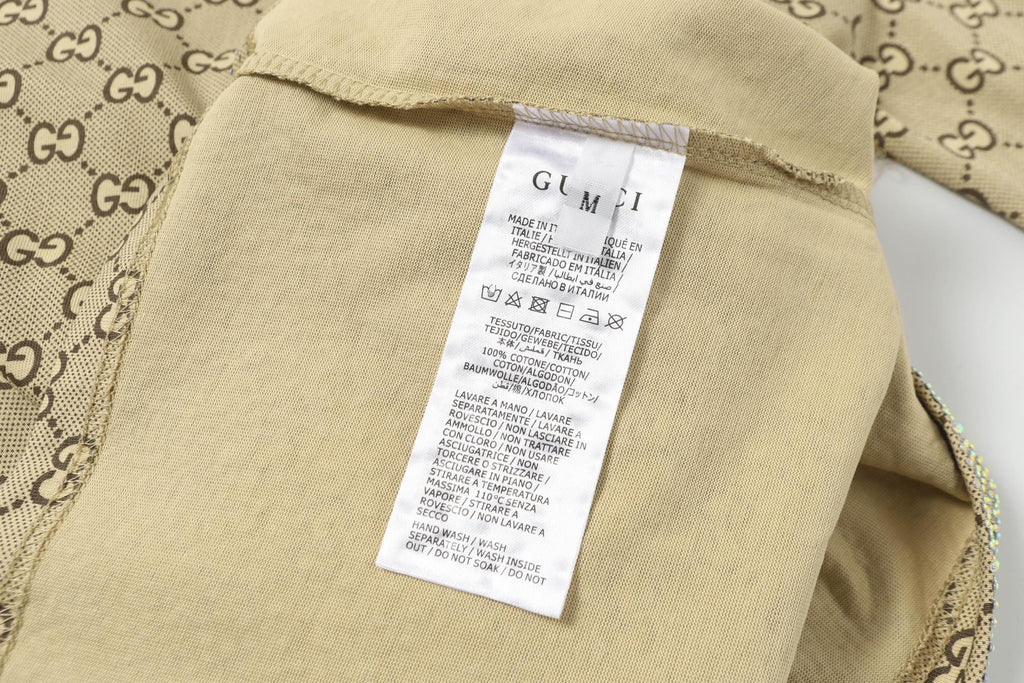 GUCCI
M
MADE IN
ITALIE / IQUÉ EN
ITALIA /
HERGESTELLT IN ITALIEN /
FABRICADO EM ITÁLIA /
イタリア製 / صنع في ايطاليا /
СДЕЛАНО В ИТАЛИИ
TESSUTO/FABRIC/TISSU/
TEJIDO/GEWEBE/TECIDO/
本体/ قماش / ТКАНЬ
100% COTONE/COTTON/
COTON/ALGODON/
BAUMWOLLE/ALGODÃO/コットン/
قطن/棉/ХЛОПОК
LAVARE A MANO / LAVARE
SEPARATAMENTE / LAVARE A
ROVESCIO / NON LASCIARE IN
AMMOLLO / NON TRATTARE
CON CLORO / NON USARE
ASCIUGATRICE / NON
TORCERE O STRIZZARE /
ASCIUGARE IN PIANO /
STIRARE A TEMPERATURA
MASSIMA 110°C SENZA
VAPORE / STIRARE A
ROVESCIO / NON LAVARE A
SECCO
HAND WASH / WASH
SEPARATELY / WASH INSIDE
OUT / DO NOT SOAK / DO NOT